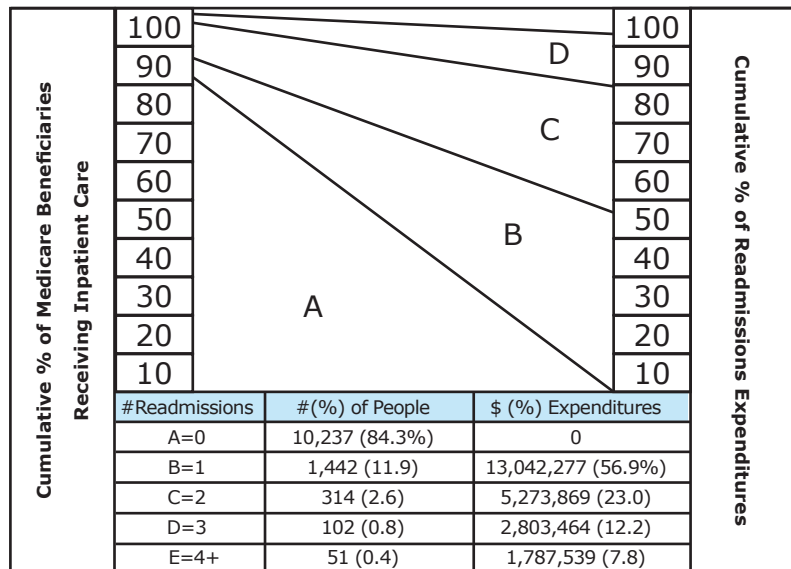 Cumulative % of Medicare Beneficiaries
Receiving Inpatient Care
100
90
80
70
60
50
40
30
20
10
A
B
C
D
100
90
80
70
60
50
40
30
20
10
Cumulative % of Readmissions Expenditures
#Readmissions #(%) of People $ (%) Expenditures
A=0 10,237 (84.3%) 0
B=1 1,442 (11.9) 13,042,277 (56.9%)
C=2 314 (2.6) 5,273,869 (23.0)
D=3 102 (0.8) 2,803,464 (12.2)
E=4+ 51 (0.4) 1,787,539 (7.8)